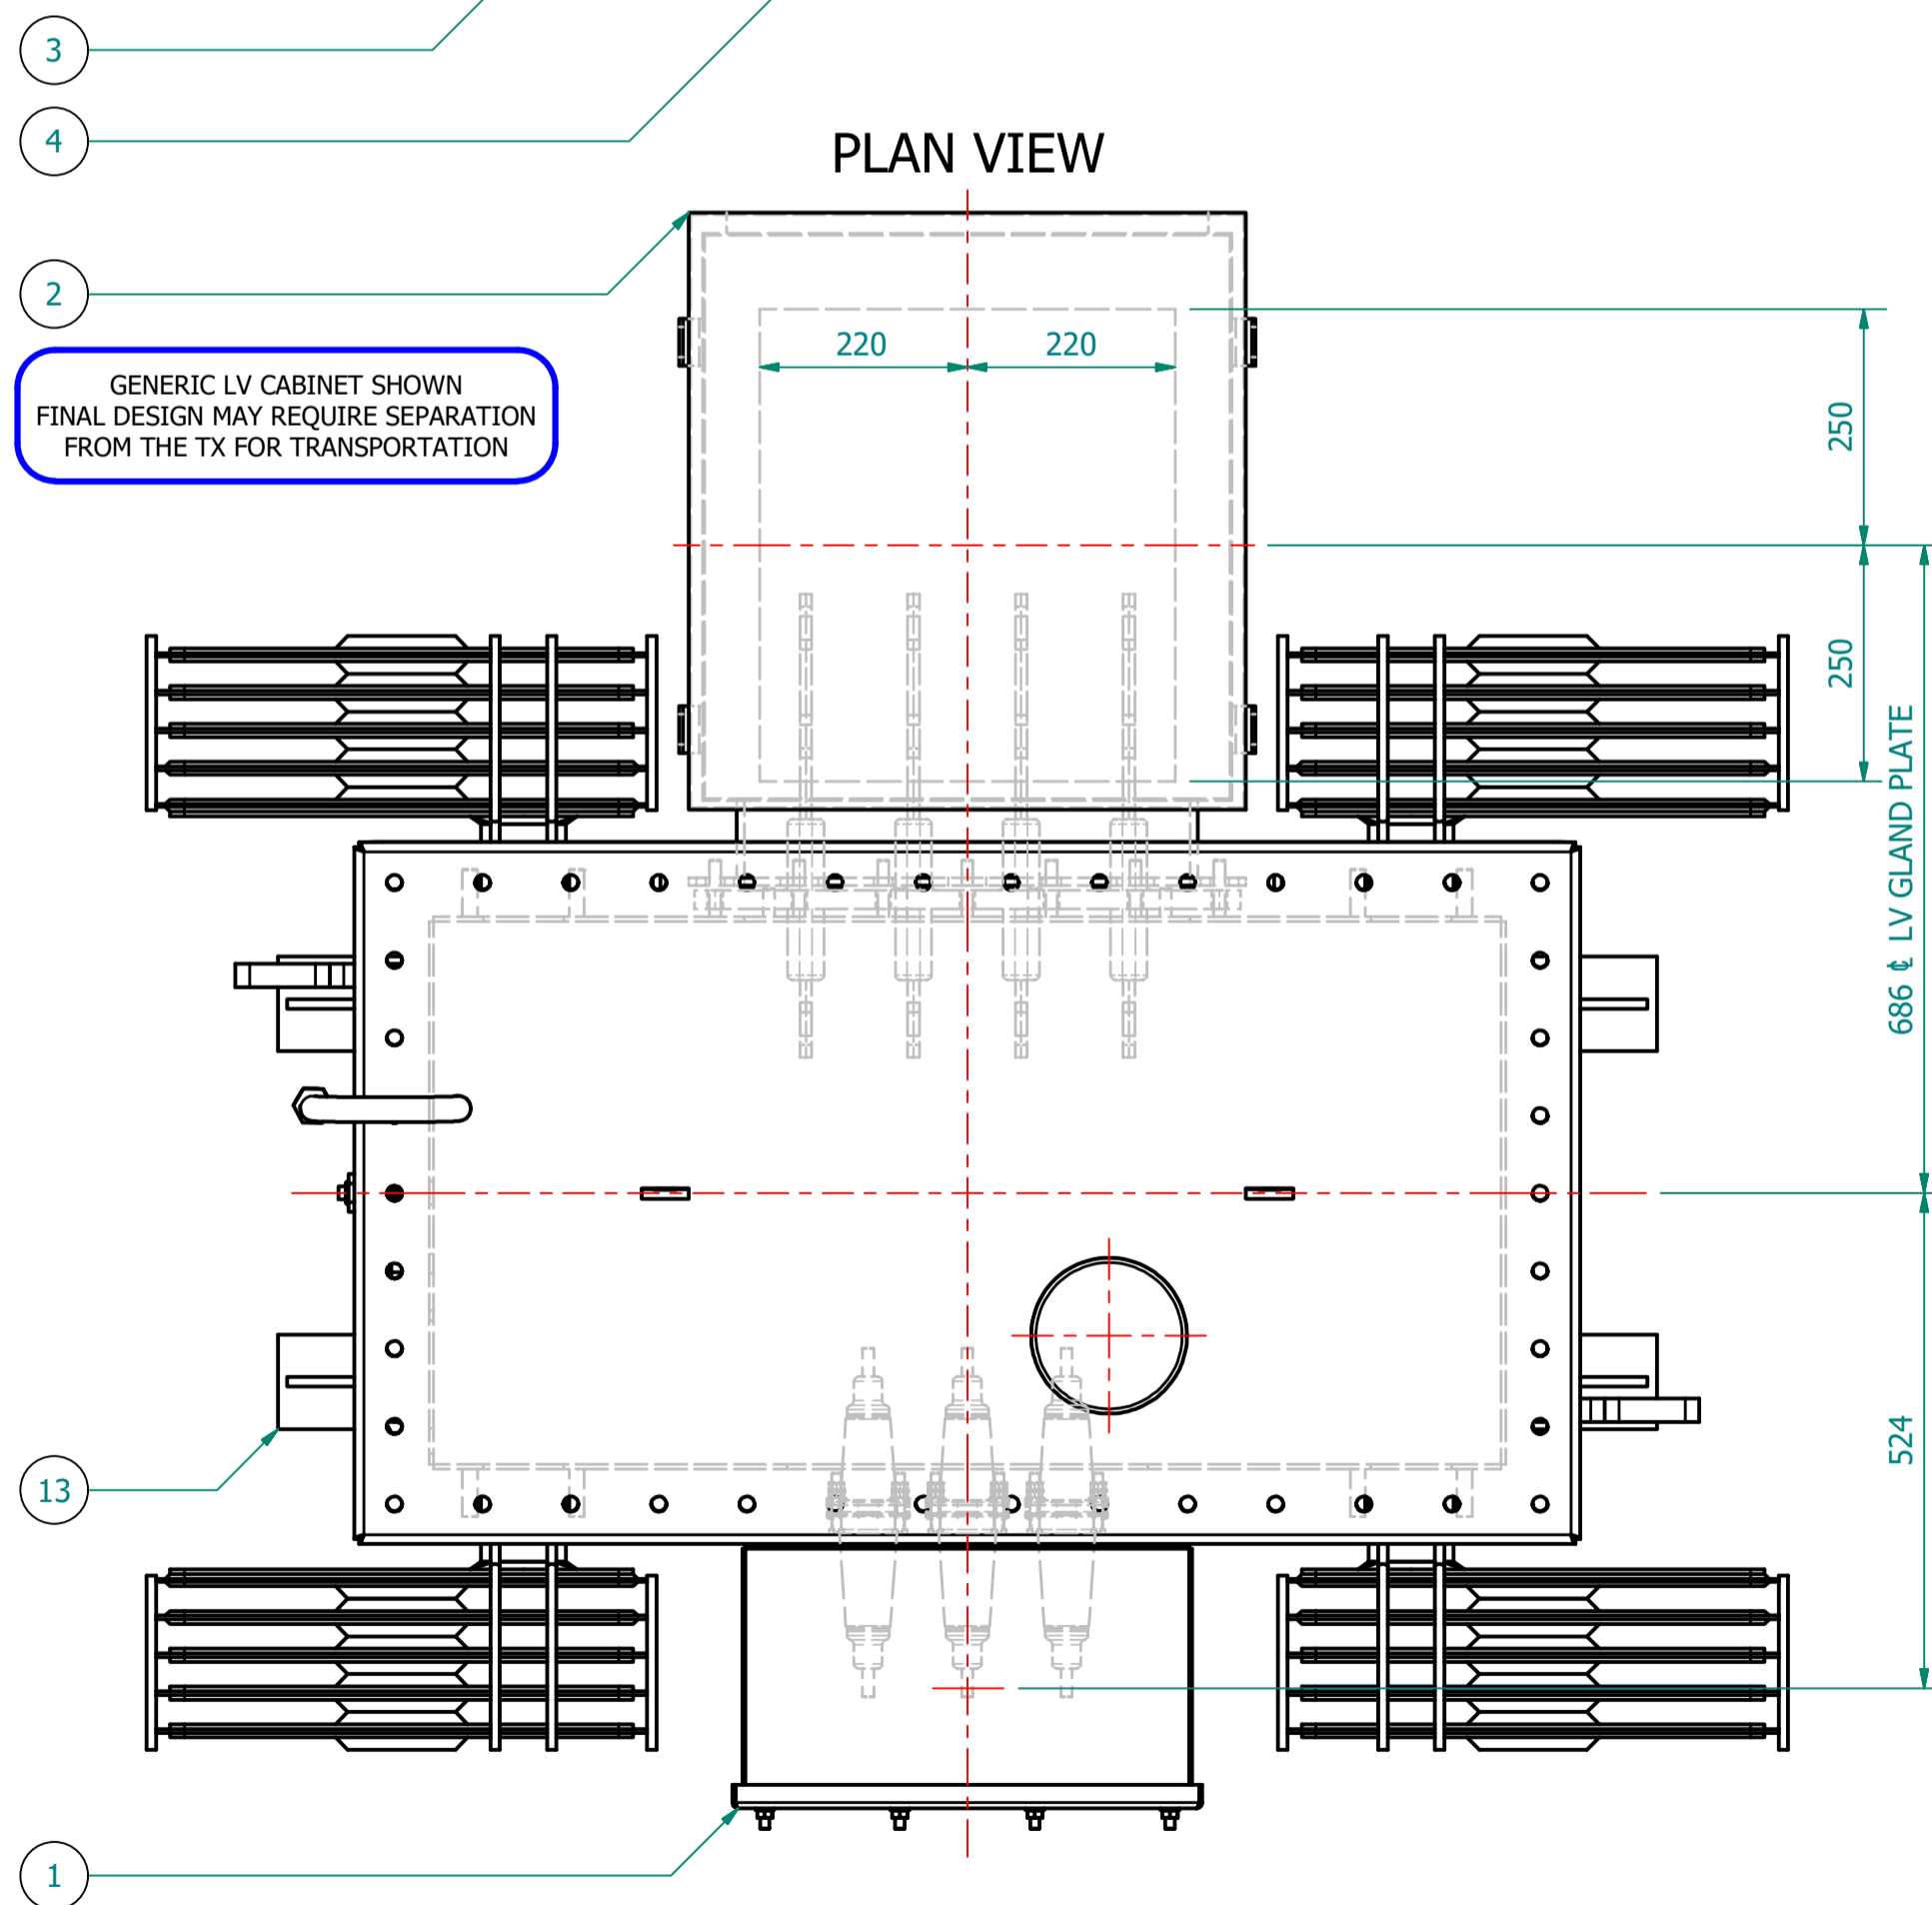 3
4
PLAN VIEW
2
GENERIC LV CABINET SHOWN
FINAL DESIGN MAY REQUIRE SEPARATION
FROM THE TX FOR TRANSPORTATION
220
220
250
250
686 ℄ LV GLAND PLATE
524
13
1